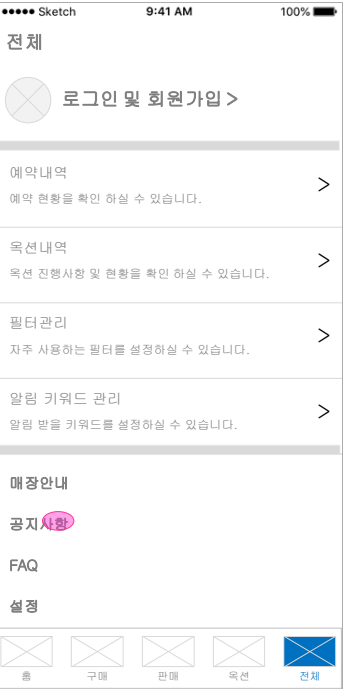 Sketch 9:41 AM 100%
전체
로그인 및 회원가입 >
예약내역
예약 현황을 확인 하실 수 있습니다.
옥션내역
옥션 진행사항 및 현황을 확인 하실 수 있습니다.
필터관리
자주 사용하는 필터를 설정하실 수 있습니다.
알림 키워드 관리
알림 받을 키워드를 설정하실 수 있습니다.
매장안내
공지사항
FAQ
설정
홈 구매 판매 옥션 전체